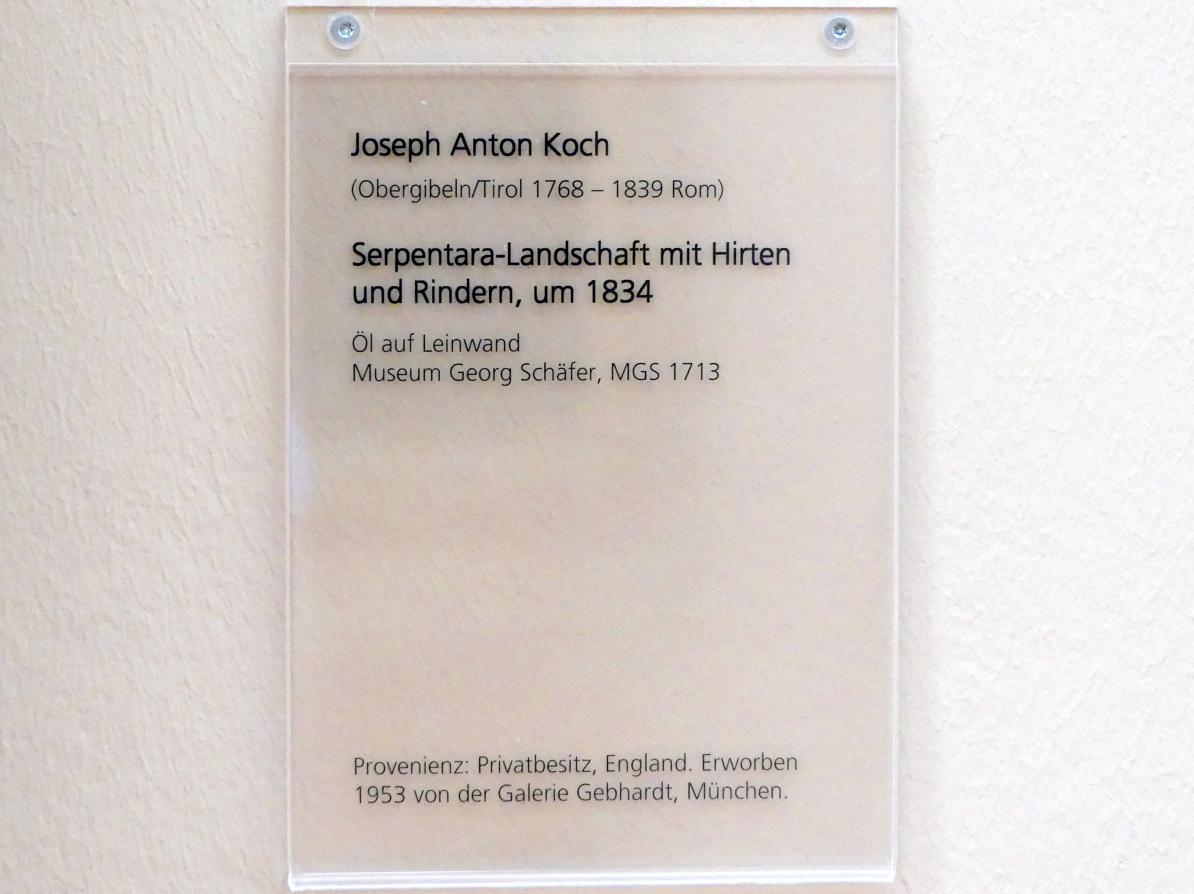 Joseph Anton Koch
(Obergibeln/Tirol 1768 – 1839 Rom)
Serpentara-Landschaft mit Hirten
und Rindern, um 1834
Öl auf Leinwand
Museum Georg Schäfer, MGS 1713
Provenienz: Privatbesitz, England. Erworben
1953 von der Galerie Gebhardt, München.